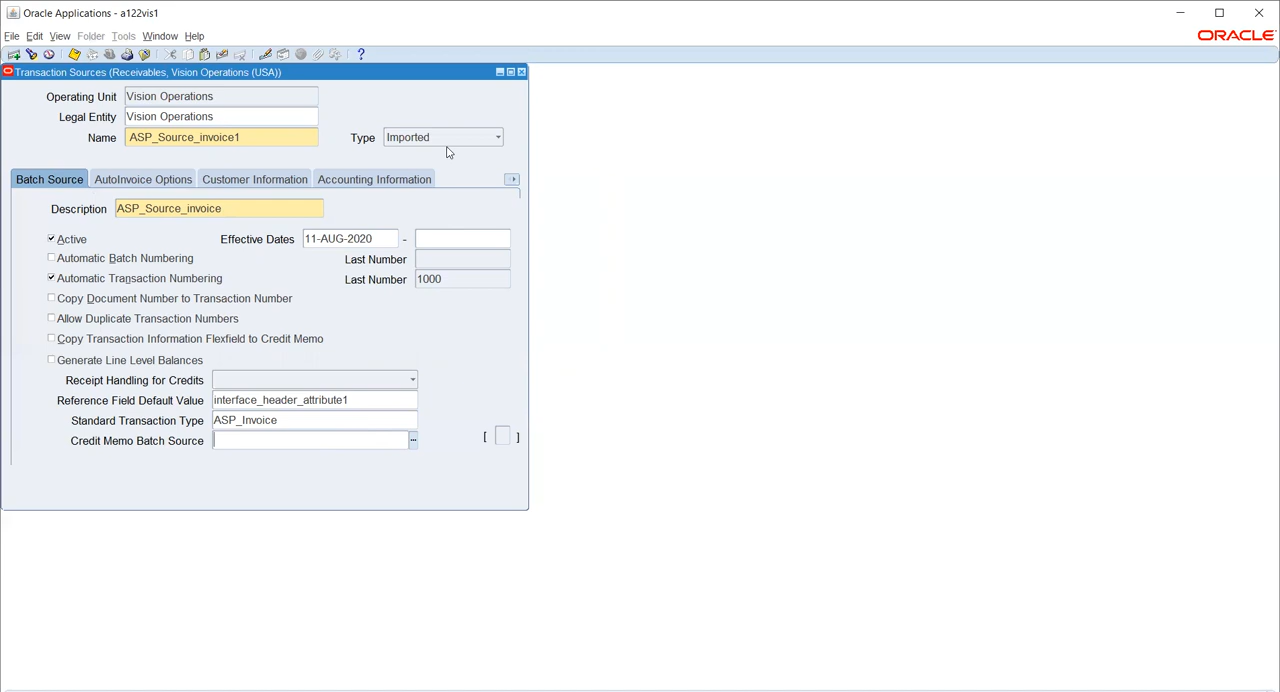 Oracle Applications - a122vis1
File Edit View Folder Tools Window Help
ORACLE
Transaction Sources (Receivables, Vision Operations (USA))
Operating Unit Vision Operations
Legal Entity Vision Operations
Name ASP_Source_invoice1 Type Imported
Batch Source AutoInvoice Options Customer Information Accounting Information
Description ASP_Source_invoice
Active Effective Dates 11-AUG-2020 -
Automatic Batch Numbering Last Number
Automatic Transaction Numbering Last Number 1000
Copy Document Number to Transaction Number
Allow Duplicate Transaction Numbers
Copy Transaction Information Flexfield to Credit Memo
Generate Line Level Balances
Receipt Handling for Credits
Reference Field Default Value interface_header_attribute1
Standard Transaction Type ASP_Invoice
Credit Memo Batch Source ... [ ]